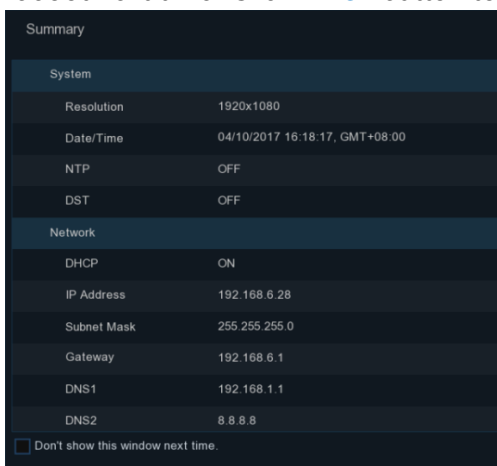 Summary
System
Resolution 1920x1080
Date/Time 04/10/2017 16:18:17, GMT+08:00
NTP OFF
DST OFF
Network
DHCP ON
IP Address 192.168.6.28
Subnet Mask 255.255.255.0
Gateway 192.168.6.1
DNS1 192.168.1.1
DNS2 8.8.8.8
Don't show this window next time.